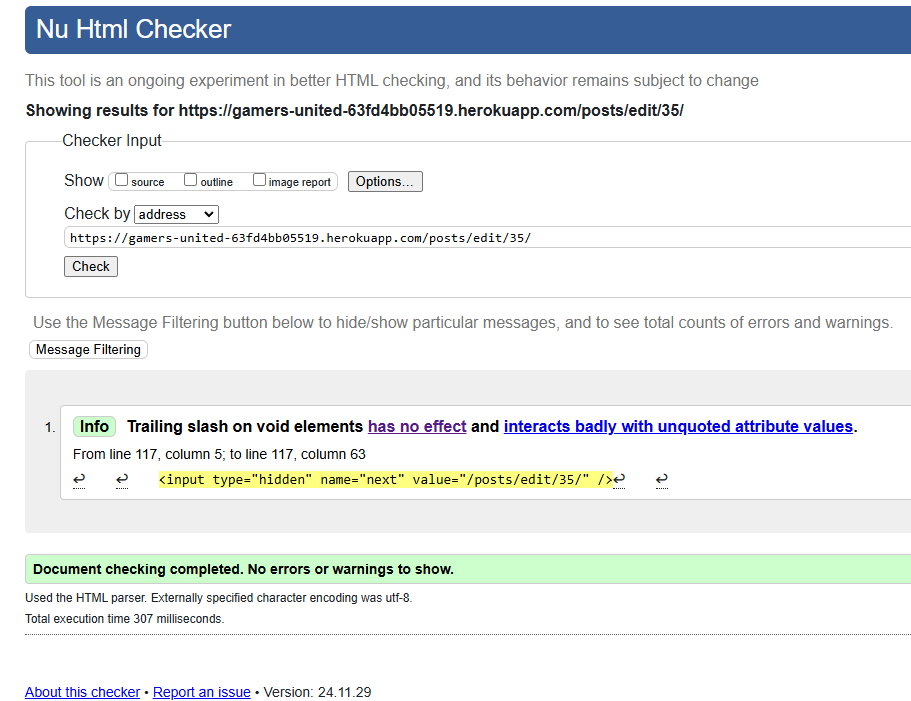 Nu Html Checker
This tool is an ongoing experiment in better HTML checking, and its behavior remains subject to change
Showing results for https://gamers-united-63fd4bb05519.herokuapp.com/posts/edit/35/
Checker Input
Show source outline image report Options...
Check by address
https://gamers-united-63fd4bb05519.herokuapp.com/posts/edit/35/
Check
Use the Message Filtering button below to hide/show particular messages, and to see total counts of errors and warnings.
Message Filtering
1. Info Trailing slash on void elements has no effect and interacts badly with unquoted attribute values.
From line 117, column 5; to line 117, column 63
↩ ↩ <input type="hidden" name="next" value="/posts/edit/35/" />↩ ↩
Document checking completed. No errors or warnings to show.
Used the HTML parser. Externally specified character encoding was utf-8.
Total execution time 307 milliseconds.
About this checker • Report an issue • Version: 24.11.29